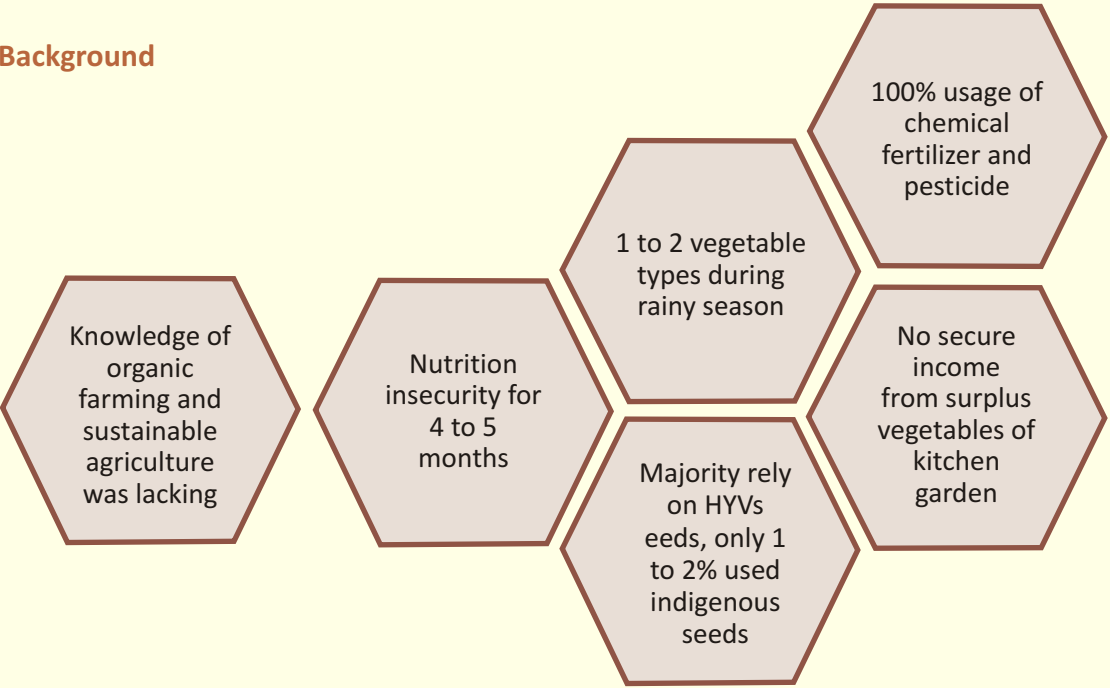 Background
Knowledge of
organic
farming and
sustainable
agriculture
was lacking
Nutrition
insecurity for
4 to 5
months
1 to 2 vegetable
types during
rainy season
Majority rely
on HYVs
eeds, only 1
to 2% used
indigenous
seeds
100% usage of
chemical
fertilizer and
pesticide
No secure
income
from surplus
vegetables of
kitchen
garden